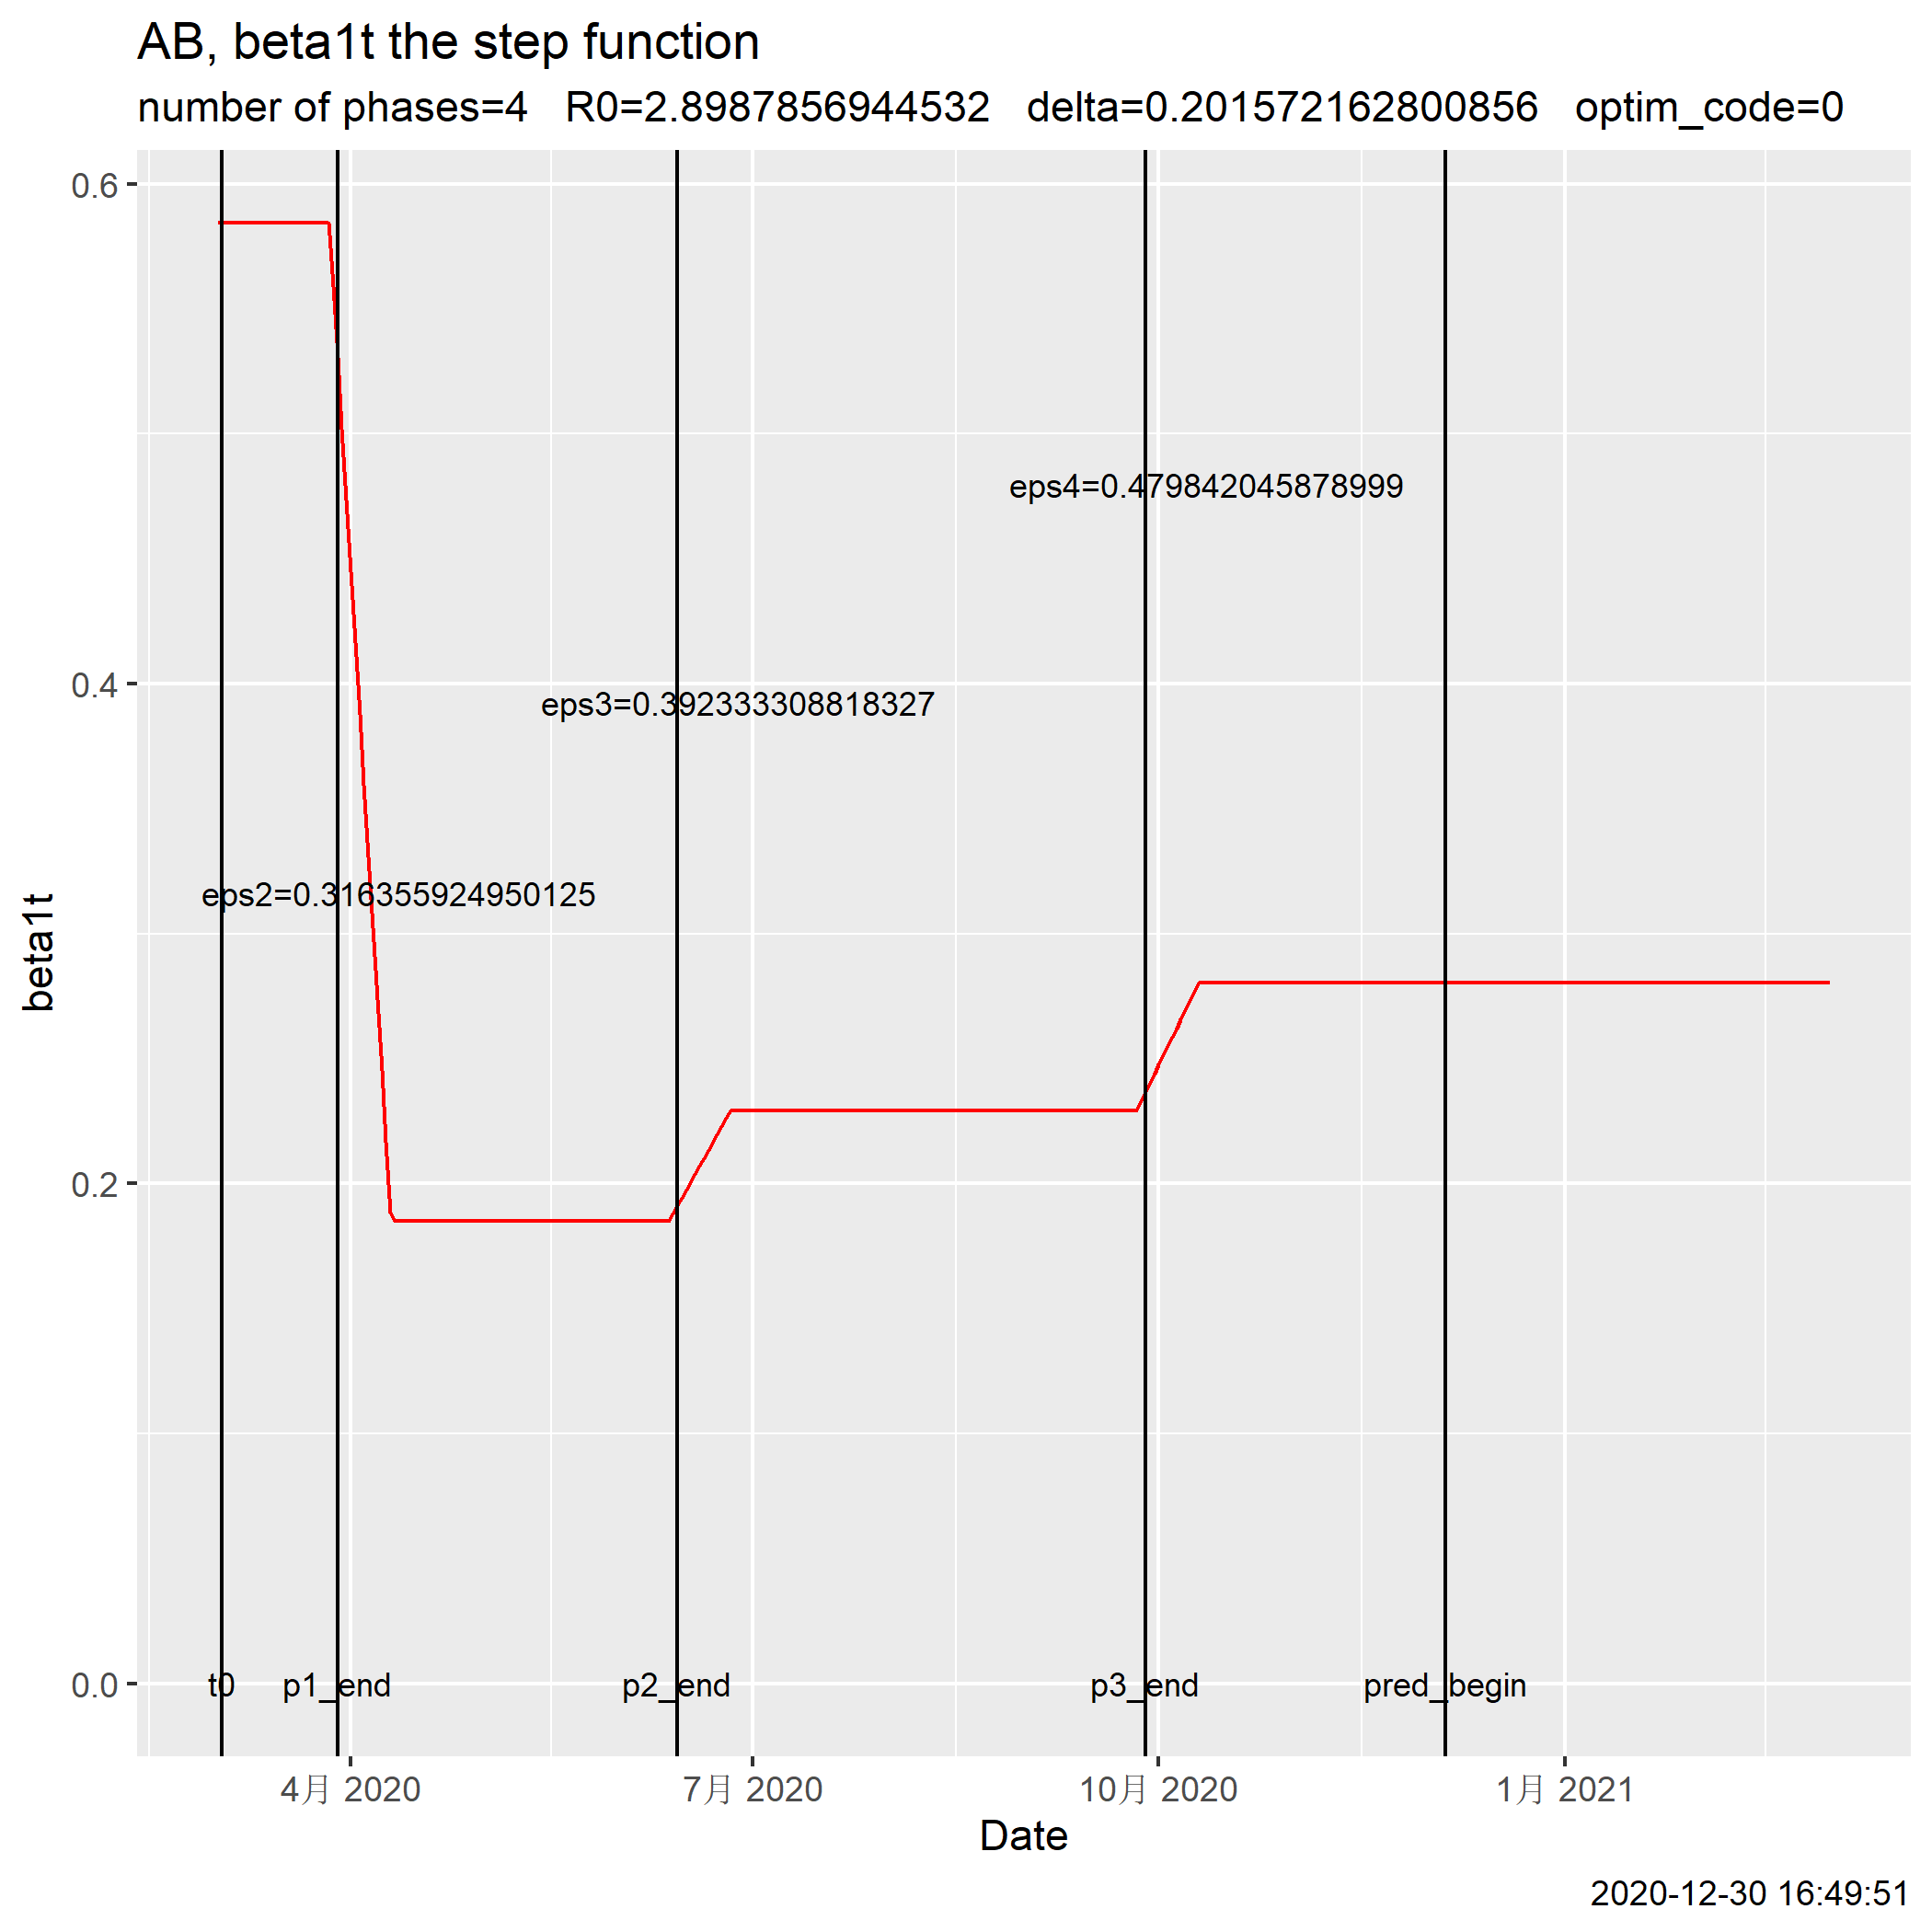 AB, beta1t the step function
number of phases=4 R0=2.8987856944532 delta=0.201572162800856 optim_code=0
0.6
0.4
0.2
0.0
beta1t
eps4=0.479842045878999
eps3=0.392333308818327
eps2=0.316355924950125
t0 p1_end p2_end p3_end pred_begin
4月 2020 7月 2020 10月 2020 1月 2021
Date
2020-12-30 16:49:51